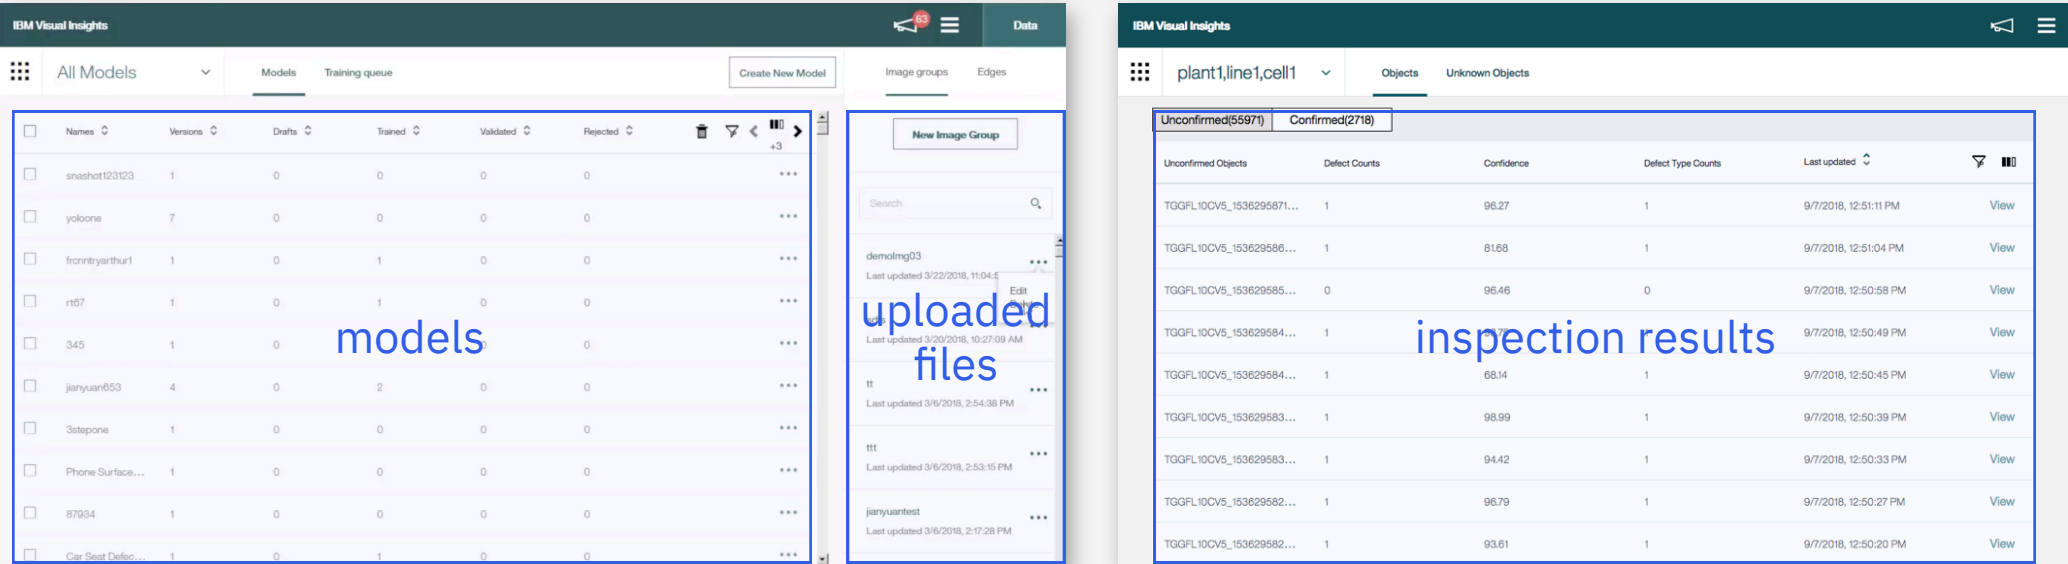 IBM Visual Insights
63
Data
All Models
Models
Training queue
Create New Model
Image groups
Edges
Names
Versions
Drafts
Trained
Validated
Rejected
+3
snashot123123 1 0 0 0 0
yoloone 7 0 0 0 0
frcnntryarthur1 1 0 1 0 0
rt67 1 0 1 0 0
345 1 0 0 0
jianyuan653 4 0 2 0 0
3stepone 1 0 0 0 0
Phone Surface... 1 0 0 0 0
87934 1 0 0 0 0
Car Seat Defec... 1 0 1 0 0
models
New Image Group
Search
demoImg03
Last updated 3/22/2018, 11:04:5
Edit
Last updated 3/20/2018, 10:27:09 AM
tt
Last updated 3/6/2018, 2:54:38 PM
ttt
Last updated 3/6/2018, 2:53:15 PM
jianyuantest
Last updated 3/6/2018, 2:17:28 PM
uploaded
files
IBM Visual Insights
plant1,line1,cell1
Objects
Unknown Objects
Unconfirmed(55971)
Confirmed(2718)
Unconfirmed Objects
Defect Counts
Confidence
Defect Type Counts
Last updated
TGGFL10CV5_1536295871... 1 96.27 1 9/7/2018, 12:51:11 PM View
TGGFL10CV5_153629586... 1 81.68 1 9/7/2018, 12:51:04 PM View
TGGFL10CV5_153629585... 0 96.46 0 9/7/2018, 12:50:58 PM View
TGGFL10CV5_153629584... 1 9/7/2018, 12:50:49 PM View
TGGFL10CV5_153629584... 1 68.14 1 9/7/2018, 12:50:45 PM View
TGGFL10CV5_153629583... 1 98.99 1 9/7/2018, 12:50:39 PM View
TGGFL10CV5_153629583... 1 94.42 1 9/7/2018, 12:50:33 PM View
TGGFL10CV5_153629582... 1 96.79 1 9/7/2018, 12:50:27 PM View
TGGFL10CV5_153629582... 1 93.61 1 9/7/2018, 12:50:20 PM View
inspection results